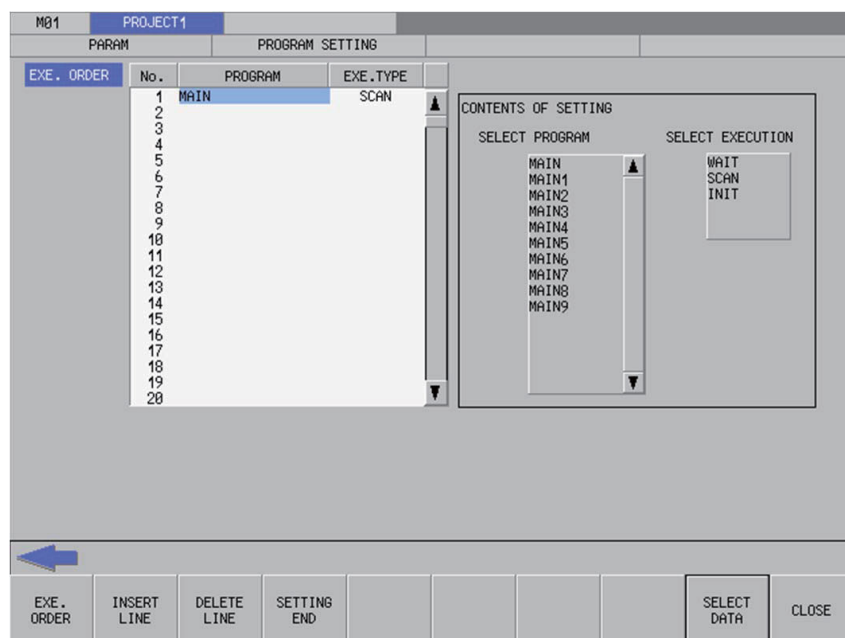 M01 PROJECT1
PARAM PROGRAM SETTING
EXE. ORDER No. PROGRAM EXE.TYPE
1 MAIN SCAN
2
3
4
5
6
7
8
9
10
11
12
13
14
15
16
17
18
19
20
CONTENTS OF SETTING
SELECT PROGRAM
MAIN
MAIN1
MAIN2
MAIN3
MAIN4
MAIN5
MAIN6
MAIN7
MAIN8
MAIN9
SELECT EXECUTION
WAIT
SCAN
INIT
EXE. ORDER
INSERT LINE
DELETE LINE
SETTING END
SELECT DATA
CLOSE